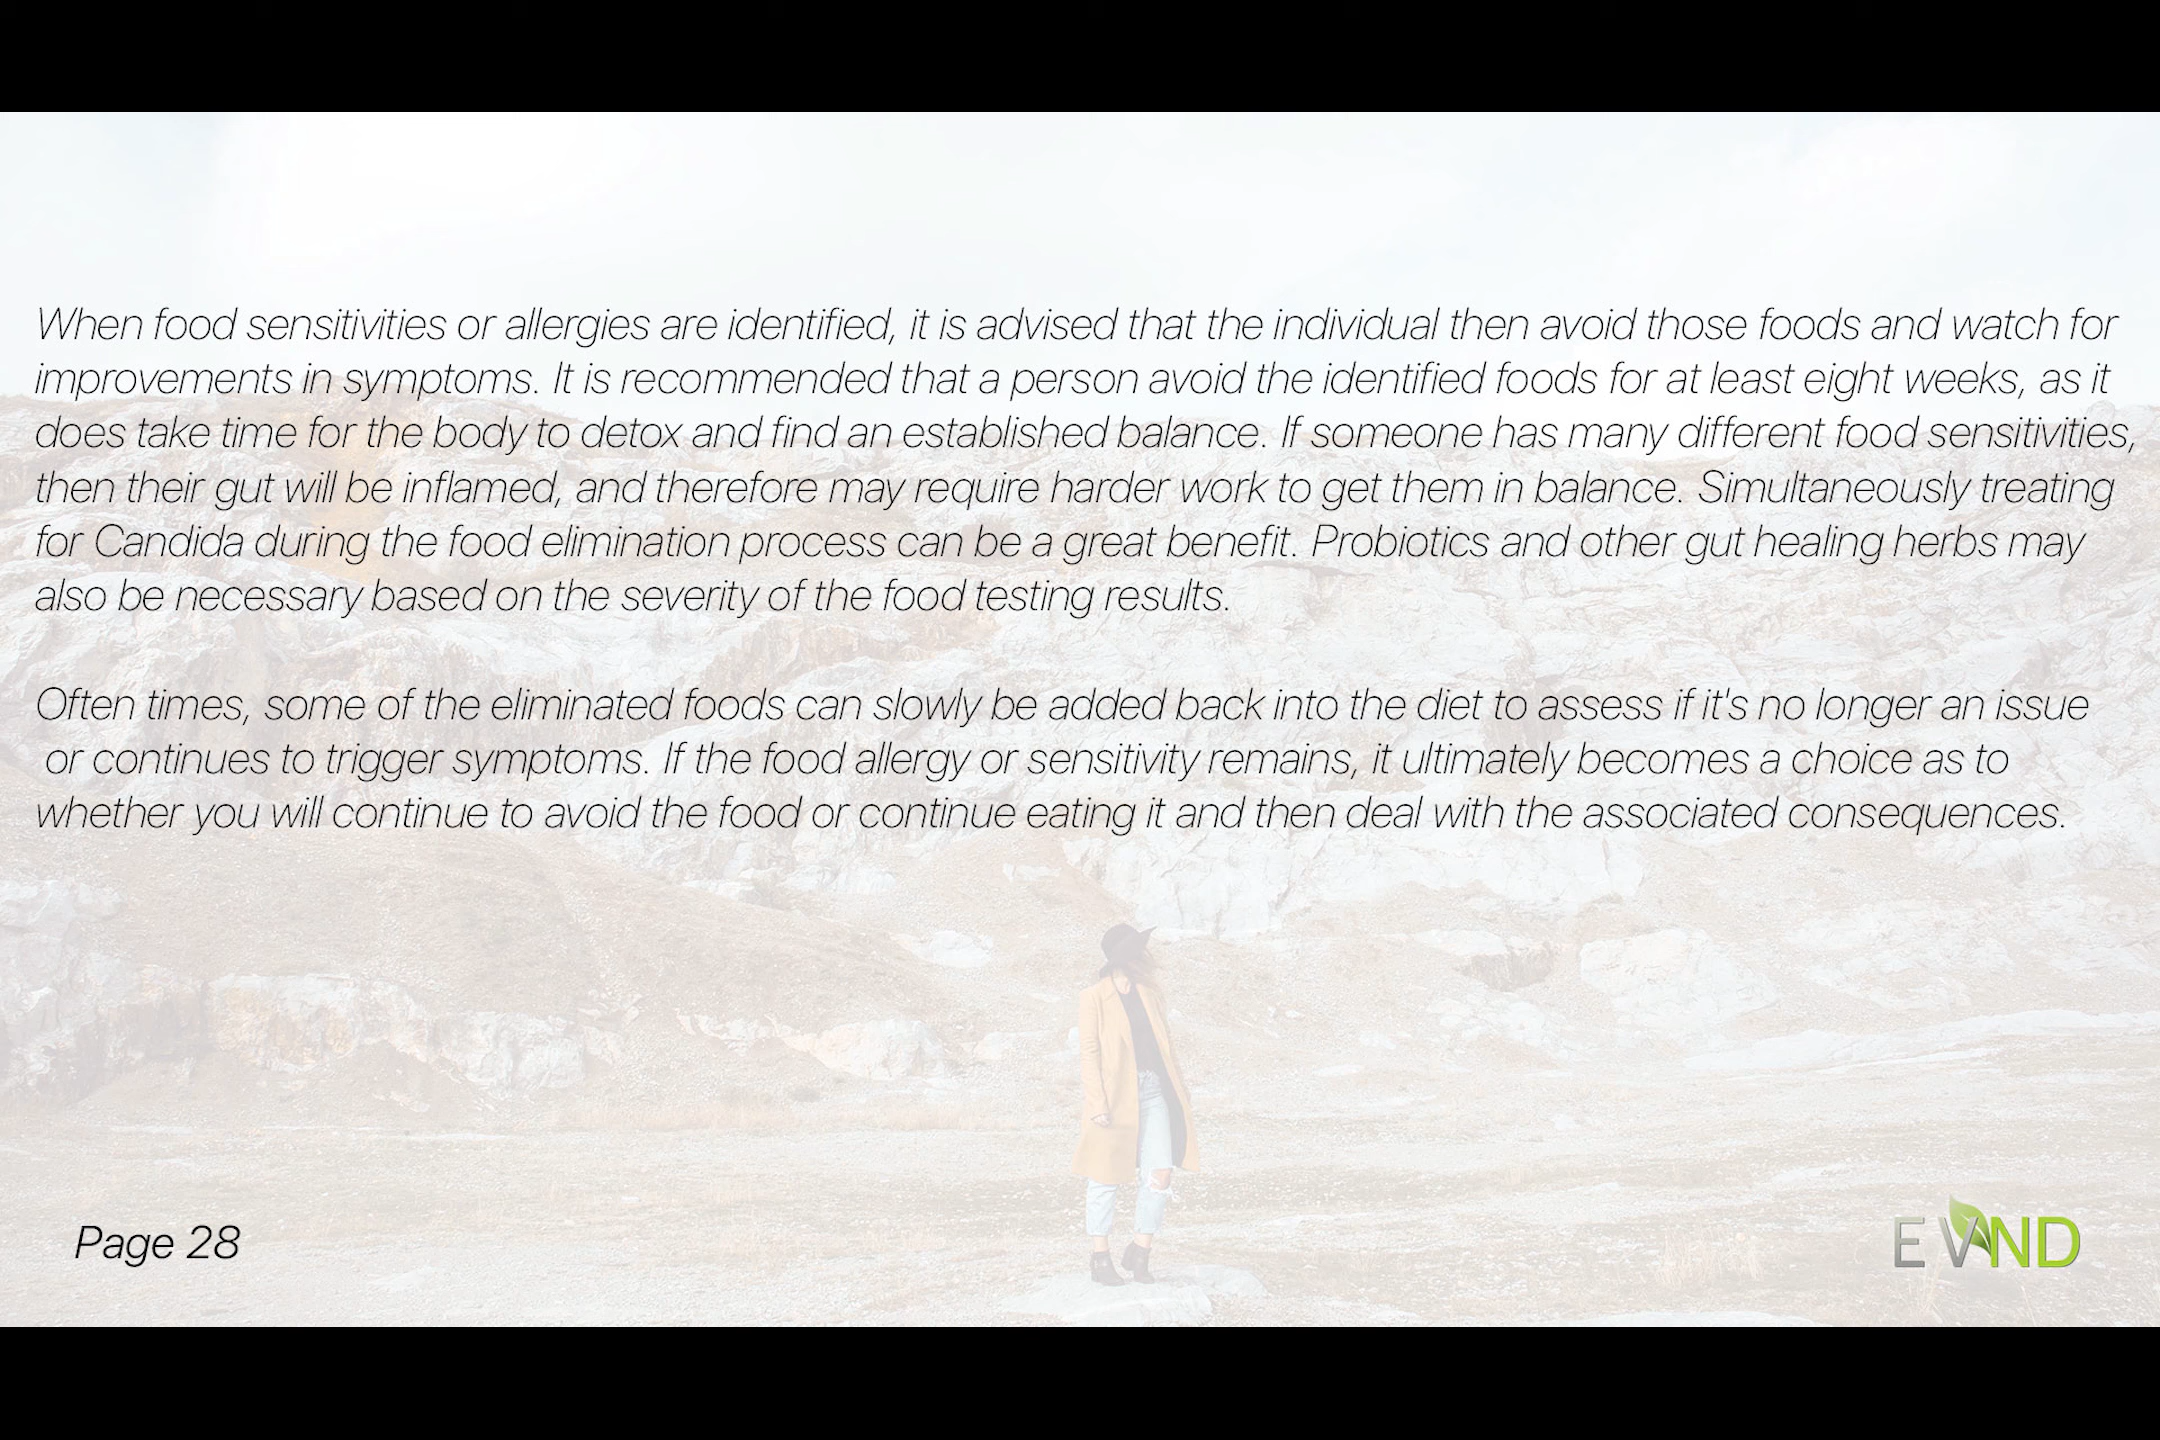 When food sensitivities or allergies are identified, it is advised that the individual then avoid those foods and watch for
improvements in symptoms. It is recommended that a person avoid the identified foods for at least eight weeks, as it
does take time for the body to detox and find an established balance. If someone has many different food sensitivities,
then their gut will be inflamed, and therefore may require harder work to get them in balance. Simultaneously treating
for Candida during the food elimination process can be a great benefit. Probiotics and other gut healing herbs may
also be necessary based on the severity of the food testing results.
Often times, some of the eliminated foods can slowly be added back into the diet to assess if it's no longer an issue
or continues to trigger symptoms. If the food allergy or sensitivity remains, it ultimately becomes a choice as to
whether you will continue to avoid the food or continue eating it and then deal with the associated consequences.
Page 28
EVND